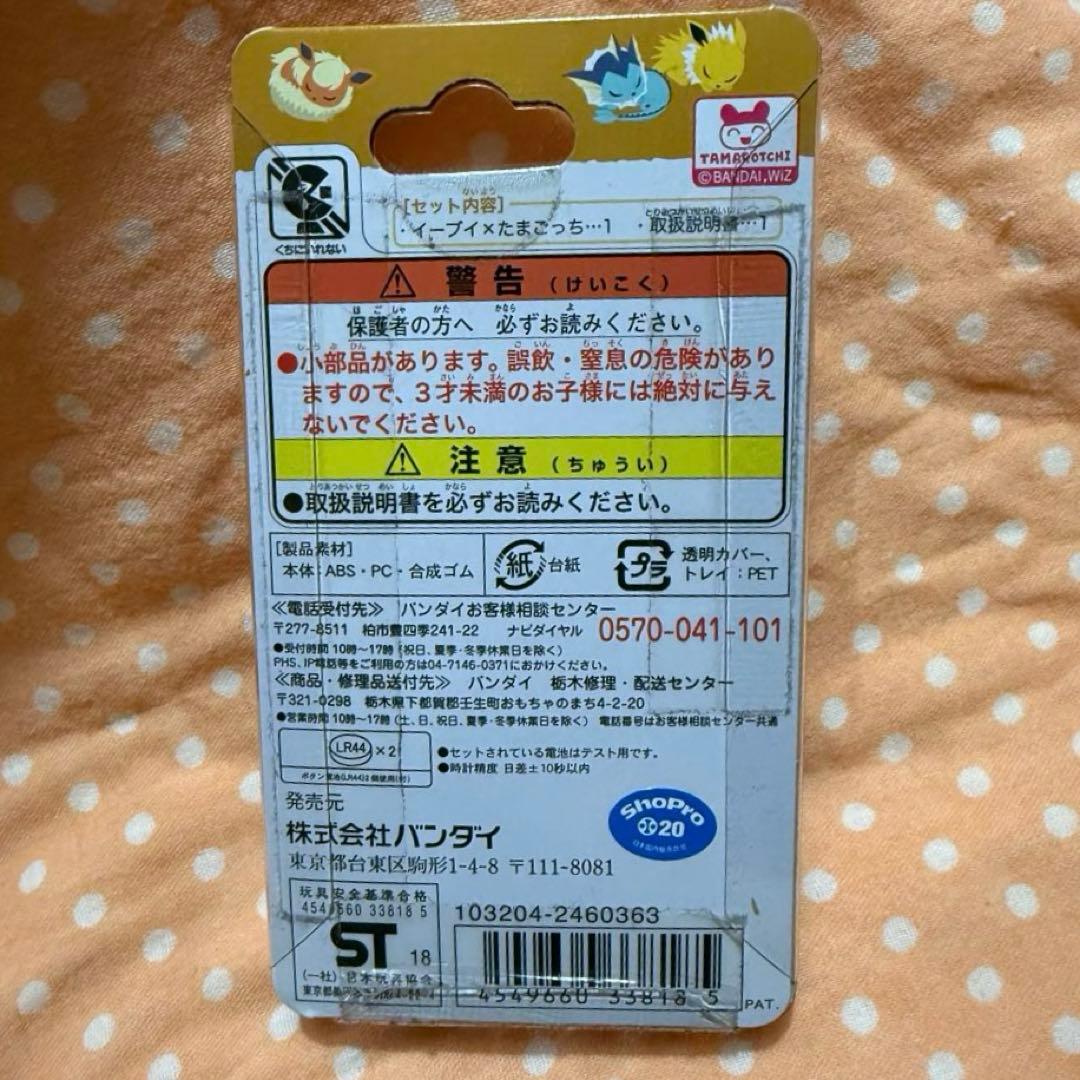 TAMAGOTCHI
©BANDAI,WiZ
くちにいれない
[セット内容]
・イーブイ×たまごっち…1 ・取扱説明書…1
警告(けいこく)
保護者の方へ 必ずお読みください。
●小部品があります。誤飲・窒息の危険があり
ますので、3才未満のお子様には絶対に与え
ないでください。
注意(ちゅうい)
●取扱説明書を必ずお読みください。
[製品素材]
本体:ABS・PC・合成ゴム
紙 台紙
プラ 透明カバー、
トレイ:PET
≪電話受付先≫ バンダイお客様相談センター
〒277-8511 柏市豊四季241-22 ナビダイヤル 0570-041-101
●受付時間 10時〜17時(祝日、夏季・冬季休業日を除く)
PHS、IP電話等をご利用の方は04-7146-0371におかけください。
≪商品・修理品送付先≫ バンダイ 栃木修理・配送センター
〒321-0298 栃木県下都賀郡壬生町おもちゃのまち4-2-20
●営業時間 10時〜17時(土、日、祝日、夏季・冬季休業日を除く) 電話番号はお客様相談センター共通
LR44×2
ボタン電池(LR44)2個使用(付)
●セットされている電池はテスト用です。
●時計精度 日差±10秒以内
発売元
株式会社バンダイ
東京都台東区駒形1-4-8 〒111-8081
ShoPro
20
玩具安全基準合格
4549660 33818 5
ST 18
(一社)日本玩具協会
103204-2460363
4549660 33818 5
PAT.